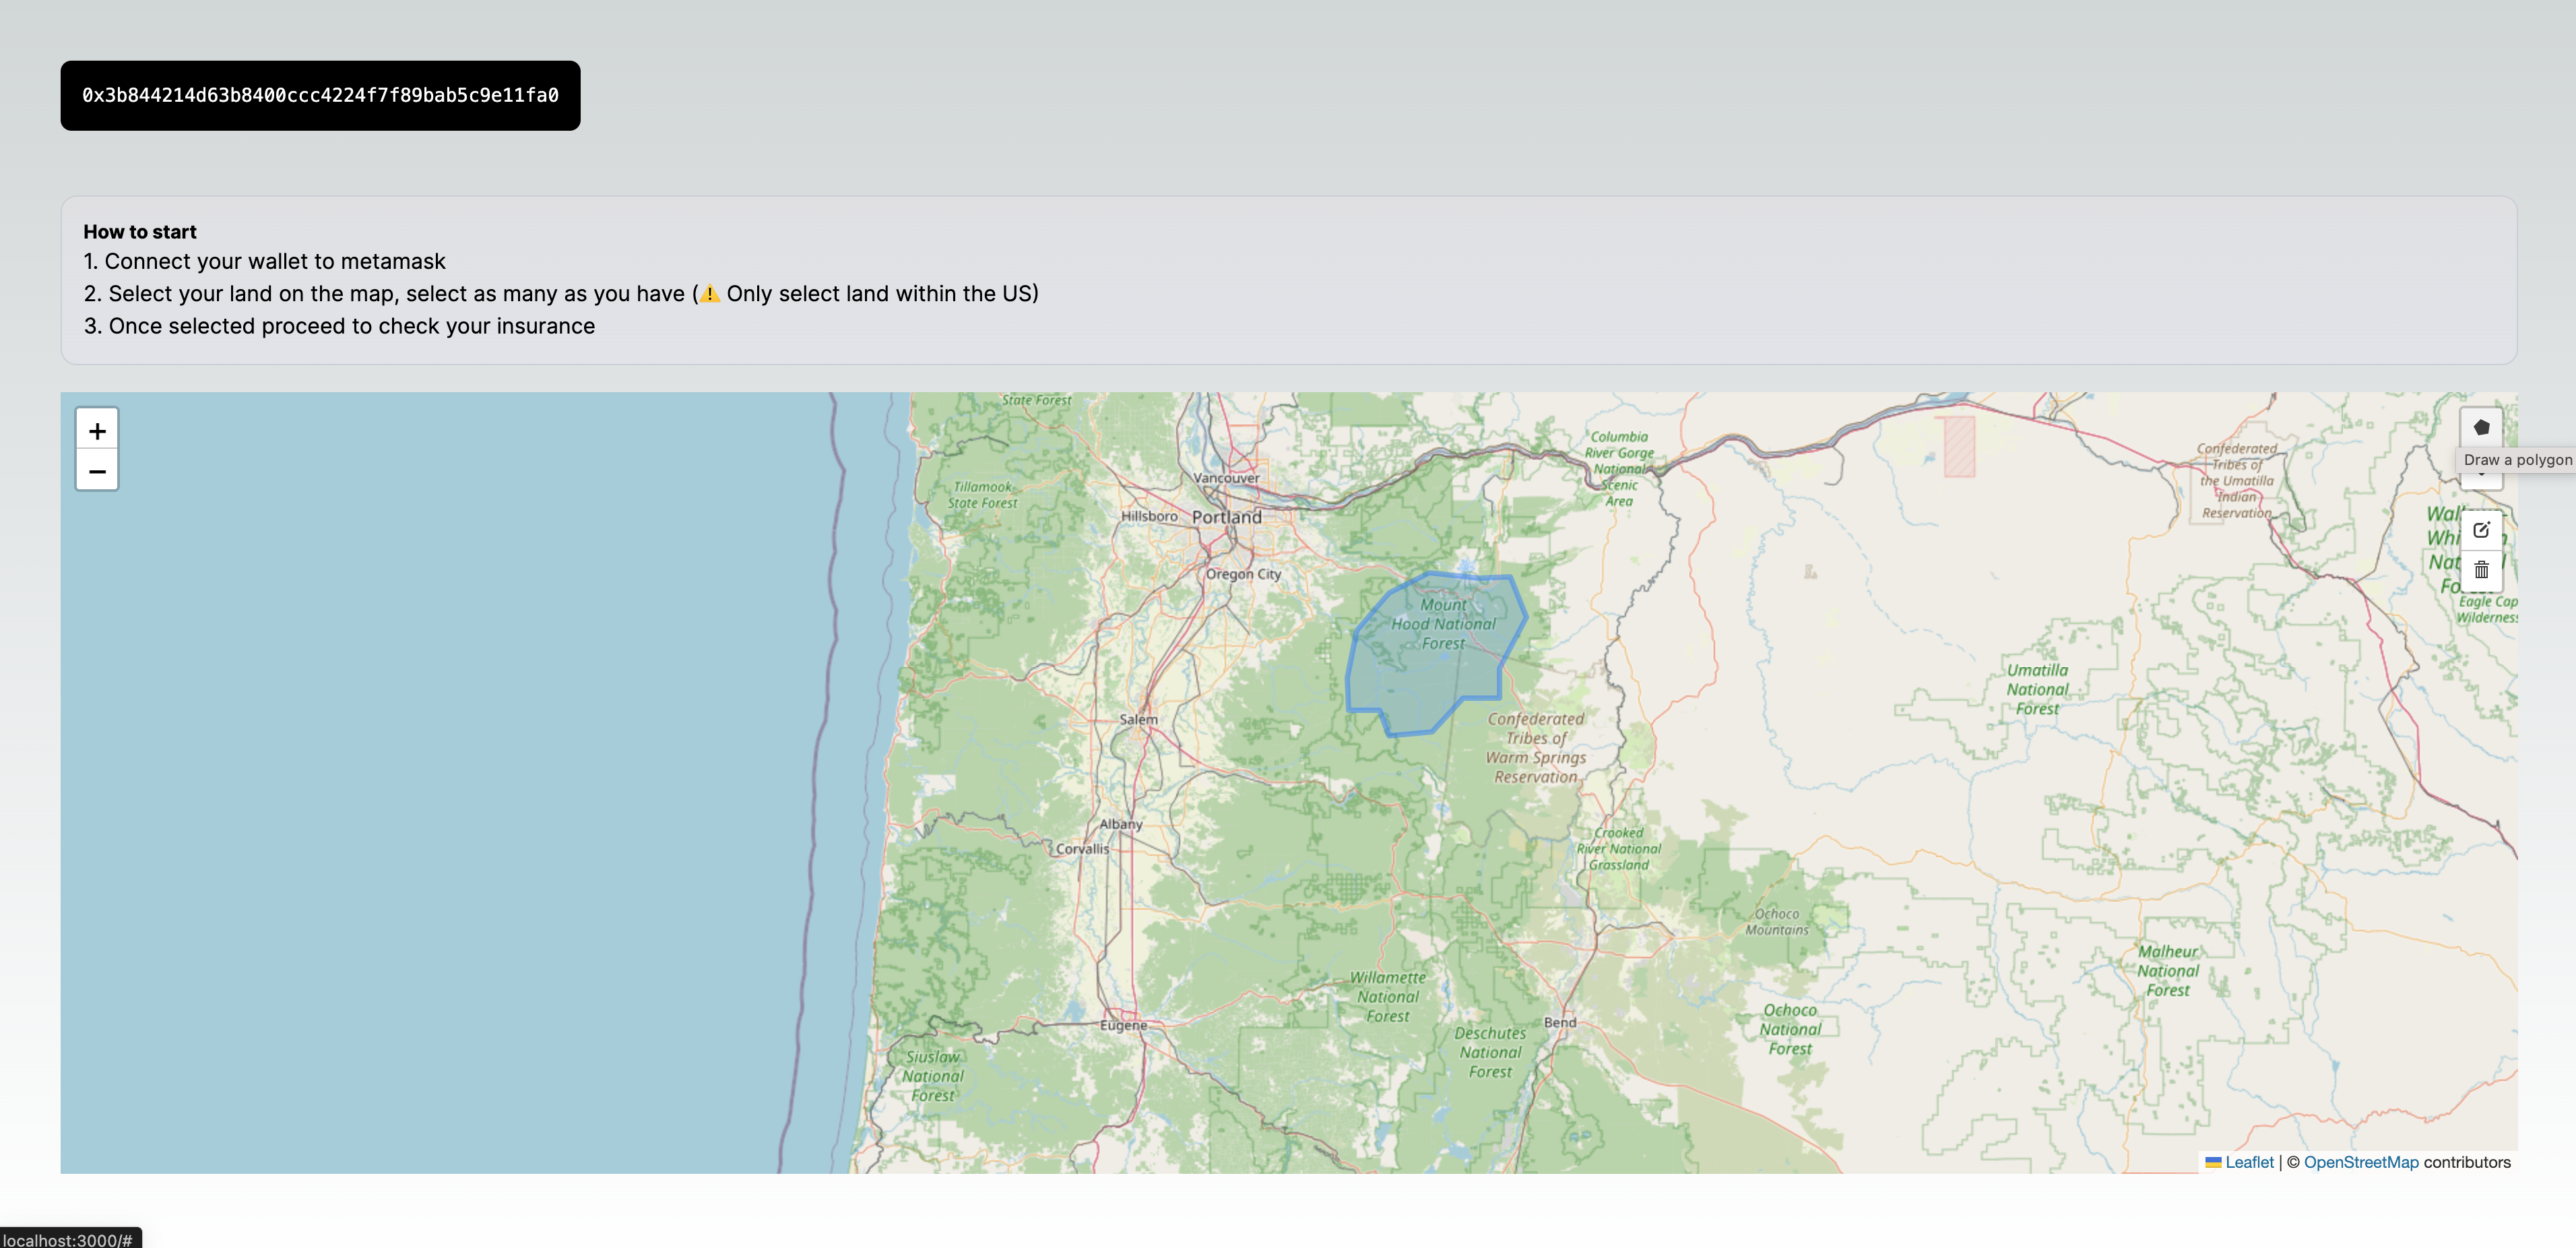 0x3b844214d63b8400ccc4224f7f89bab5c9e11fa0
How to start
1. Connect your wallet to metamask
2. Select your land on the map, select as many as you have (⚠️ Only select land within the US)
3. Once selected proceed to check your insurance
+
−
State Forest
Tillamook
State Forest
Vancouver
Hillsboro
Portland
Oregon City
Columbia
River Gorge
National
Scenic
Area
Confederated
Tribes of
the Umatilla
Indian
Reservation
Draw a polygon
Eagle Cap
Wilderness
Mount
Hood National
Forest
Umatilla
National
Forest
Salem
Confederated
Tribes of
Warm Springs
Reservation
Albany
Corvallis
Crooked
River National
Grassland
Ochoco
Mountains
Malheur
National
Forest
Willamette
National
Forest
Ochoco
National
Forest
Eugene
Bend
Deschutes
National
Forest
Siuslaw
National
Forest
Leaflet | © OpenStreetMap contributors
localhost:3000/#